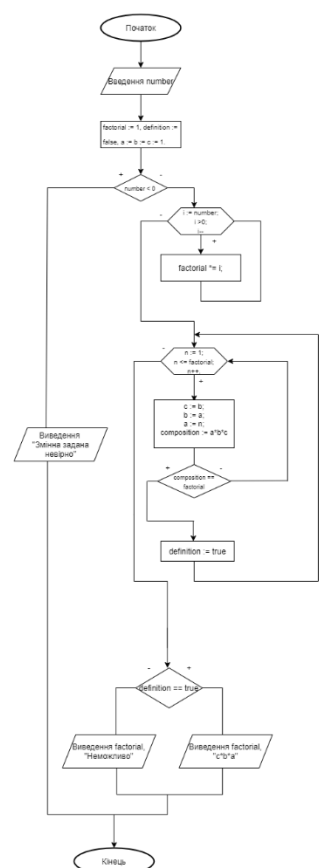 Початок
Введення number
factorial := 1, definition :=
false, a := b := c := 1.
+
-
number < 0
-
i := number;
i >0;
i--.
+
factorial *= i;
-
n := 1;
n <= factorial;
n++.
+
c := b;
b := a;
a := n;
composition := a*b*c
Виведення
"Змінна задана
невірно"
+
-
composition ==
factorial
definition := true
-
+
definition == true
Виведення factorial,
"Неможливо"
Виведення factorial,
"c*b*a"
Кінець